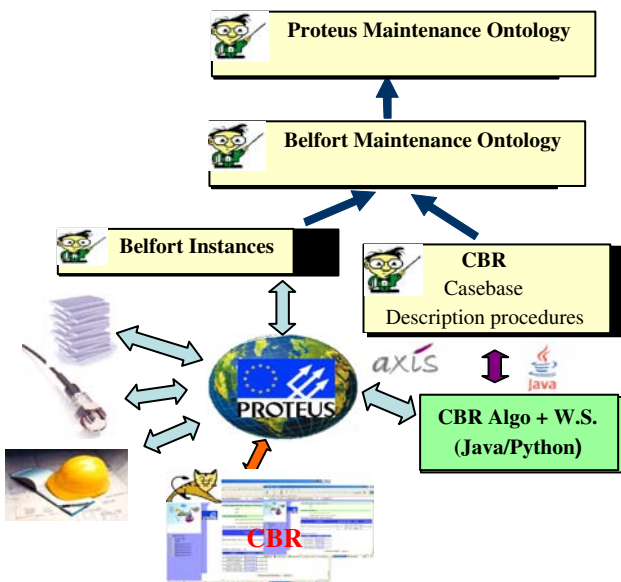 Proteus Maintenance Ontology
Belfort Maintenance Ontology
Belfort Instances
CBR
Casebase
Description procedures
axis
Java
PROTEUS
CBR Algo + W.S.
(Java/Python)
CBR